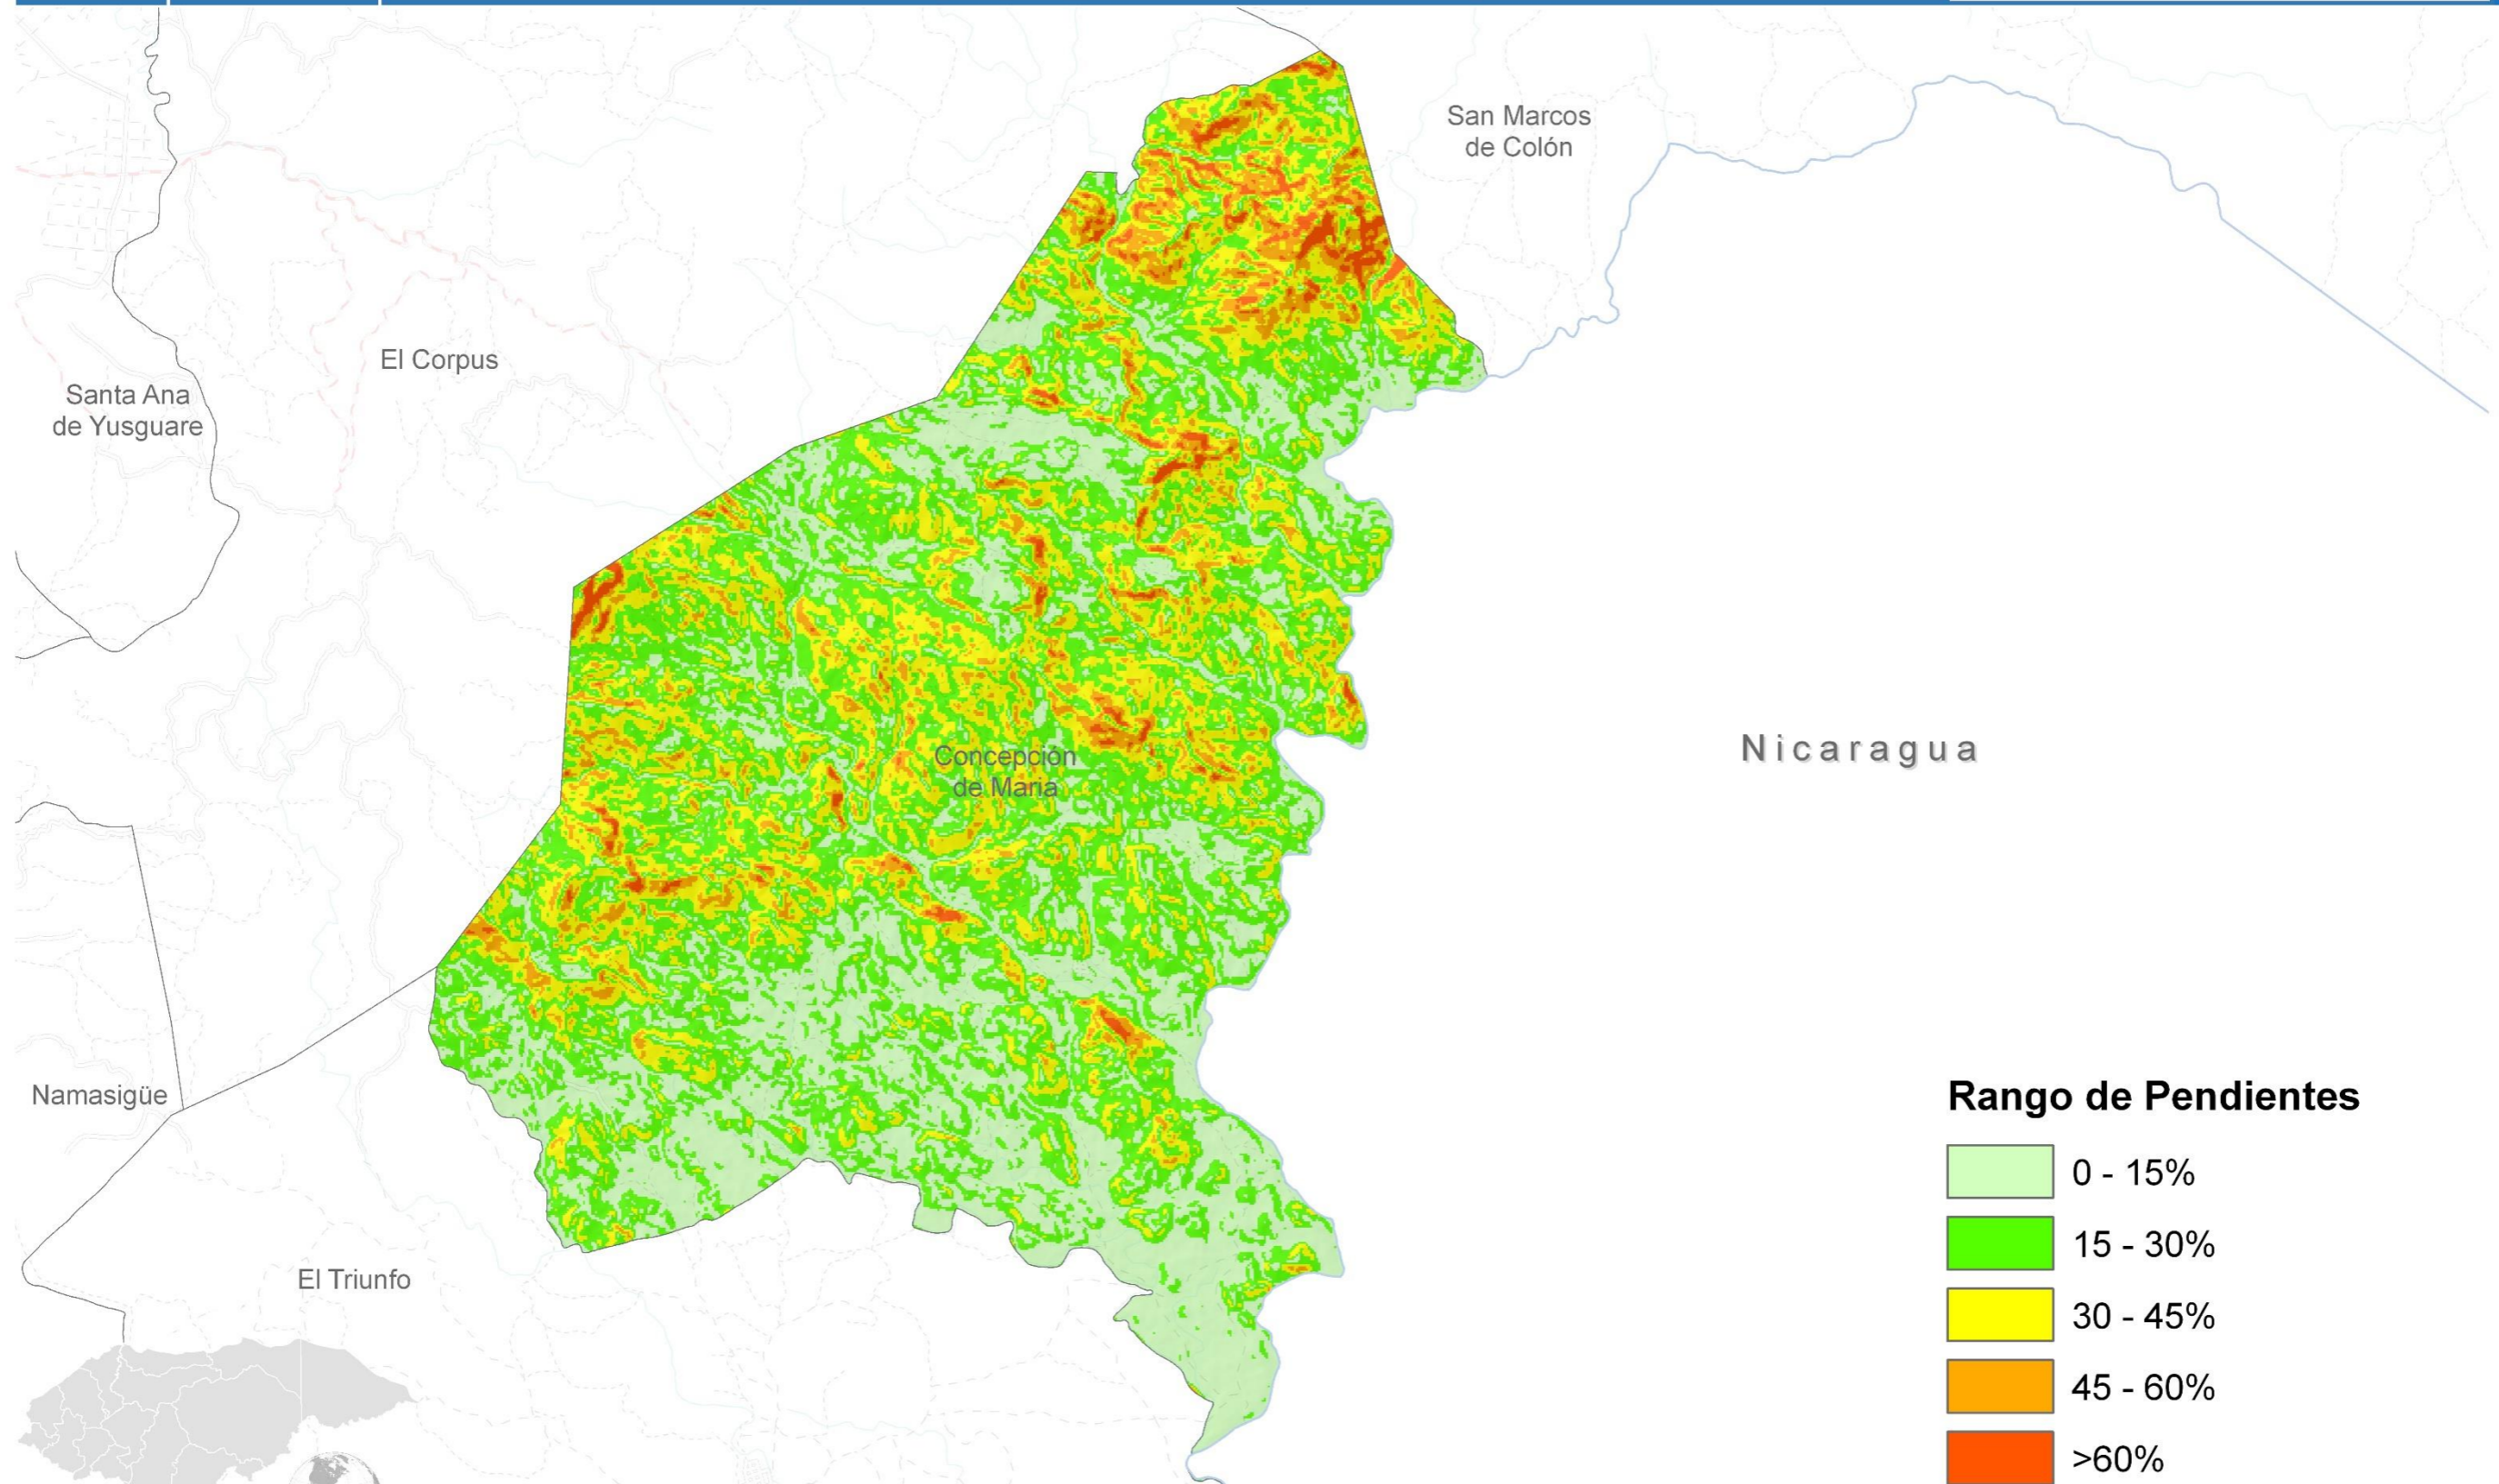 San Marcos
de Colón
El Corpus
Santa Ana
de Yusguare
Nicaragua
Concepción
de María
Namasigüe
El Triunfo
Rango de Pendientes
0 - 15%
15 - 30%
30 - 45%
45 - 60%
>60%